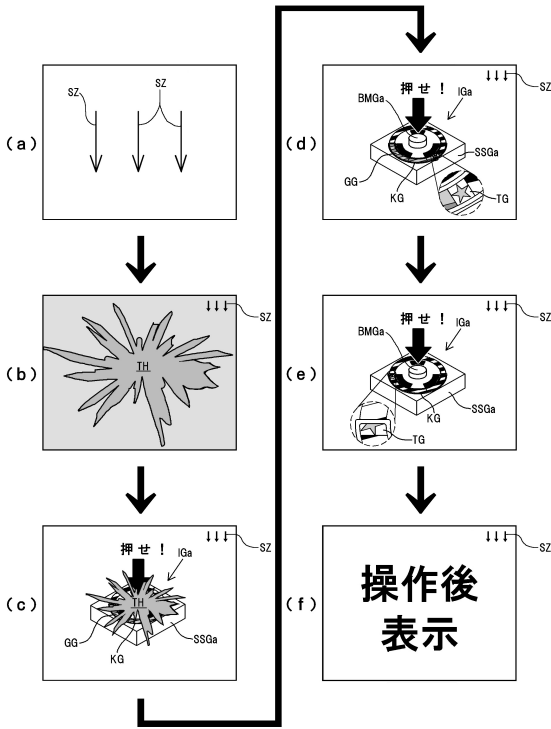 (a)
SZ
SZ
(b)
SZ
TH
(c)
SZ
押せ！
IGa
TH
GG
KG
SSGa
(d)
SZ
押せ！
BMGa
IGa
SSGa
GG
KG
TG
(e)
SZ
押せ！
BMGa
IGa
SSGa
KG
TG
(f)
SZ
操作後
表示